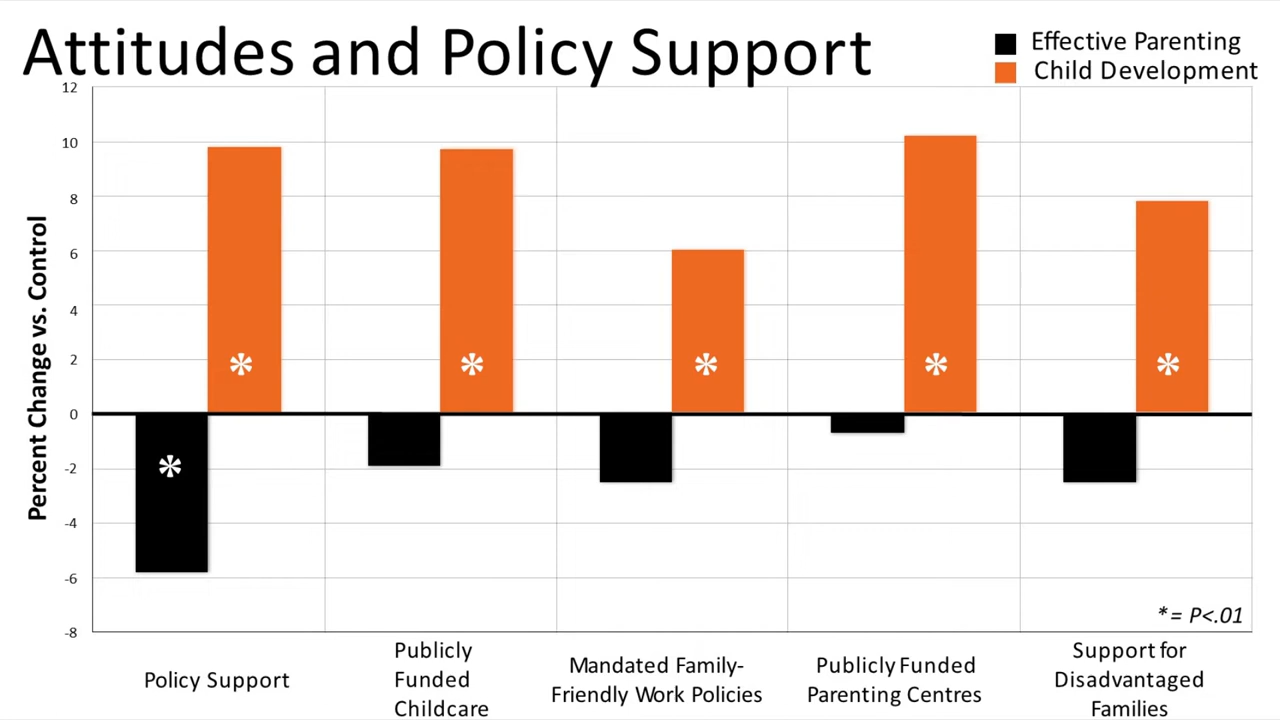 Attitudes and Policy Support
Effective Parenting
Child Development
Percent Change vs. Control
12
10
8
6
4
2
0
-2
-4
-6
-8
*
*
*
*
*
*
* = P<.01
Policy Support
Publicly
Funded
Childcare
Mandated Family-
Friendly Work Policies
Publicly Funded
Parenting Centres
Support for
Disadvantaged
Families